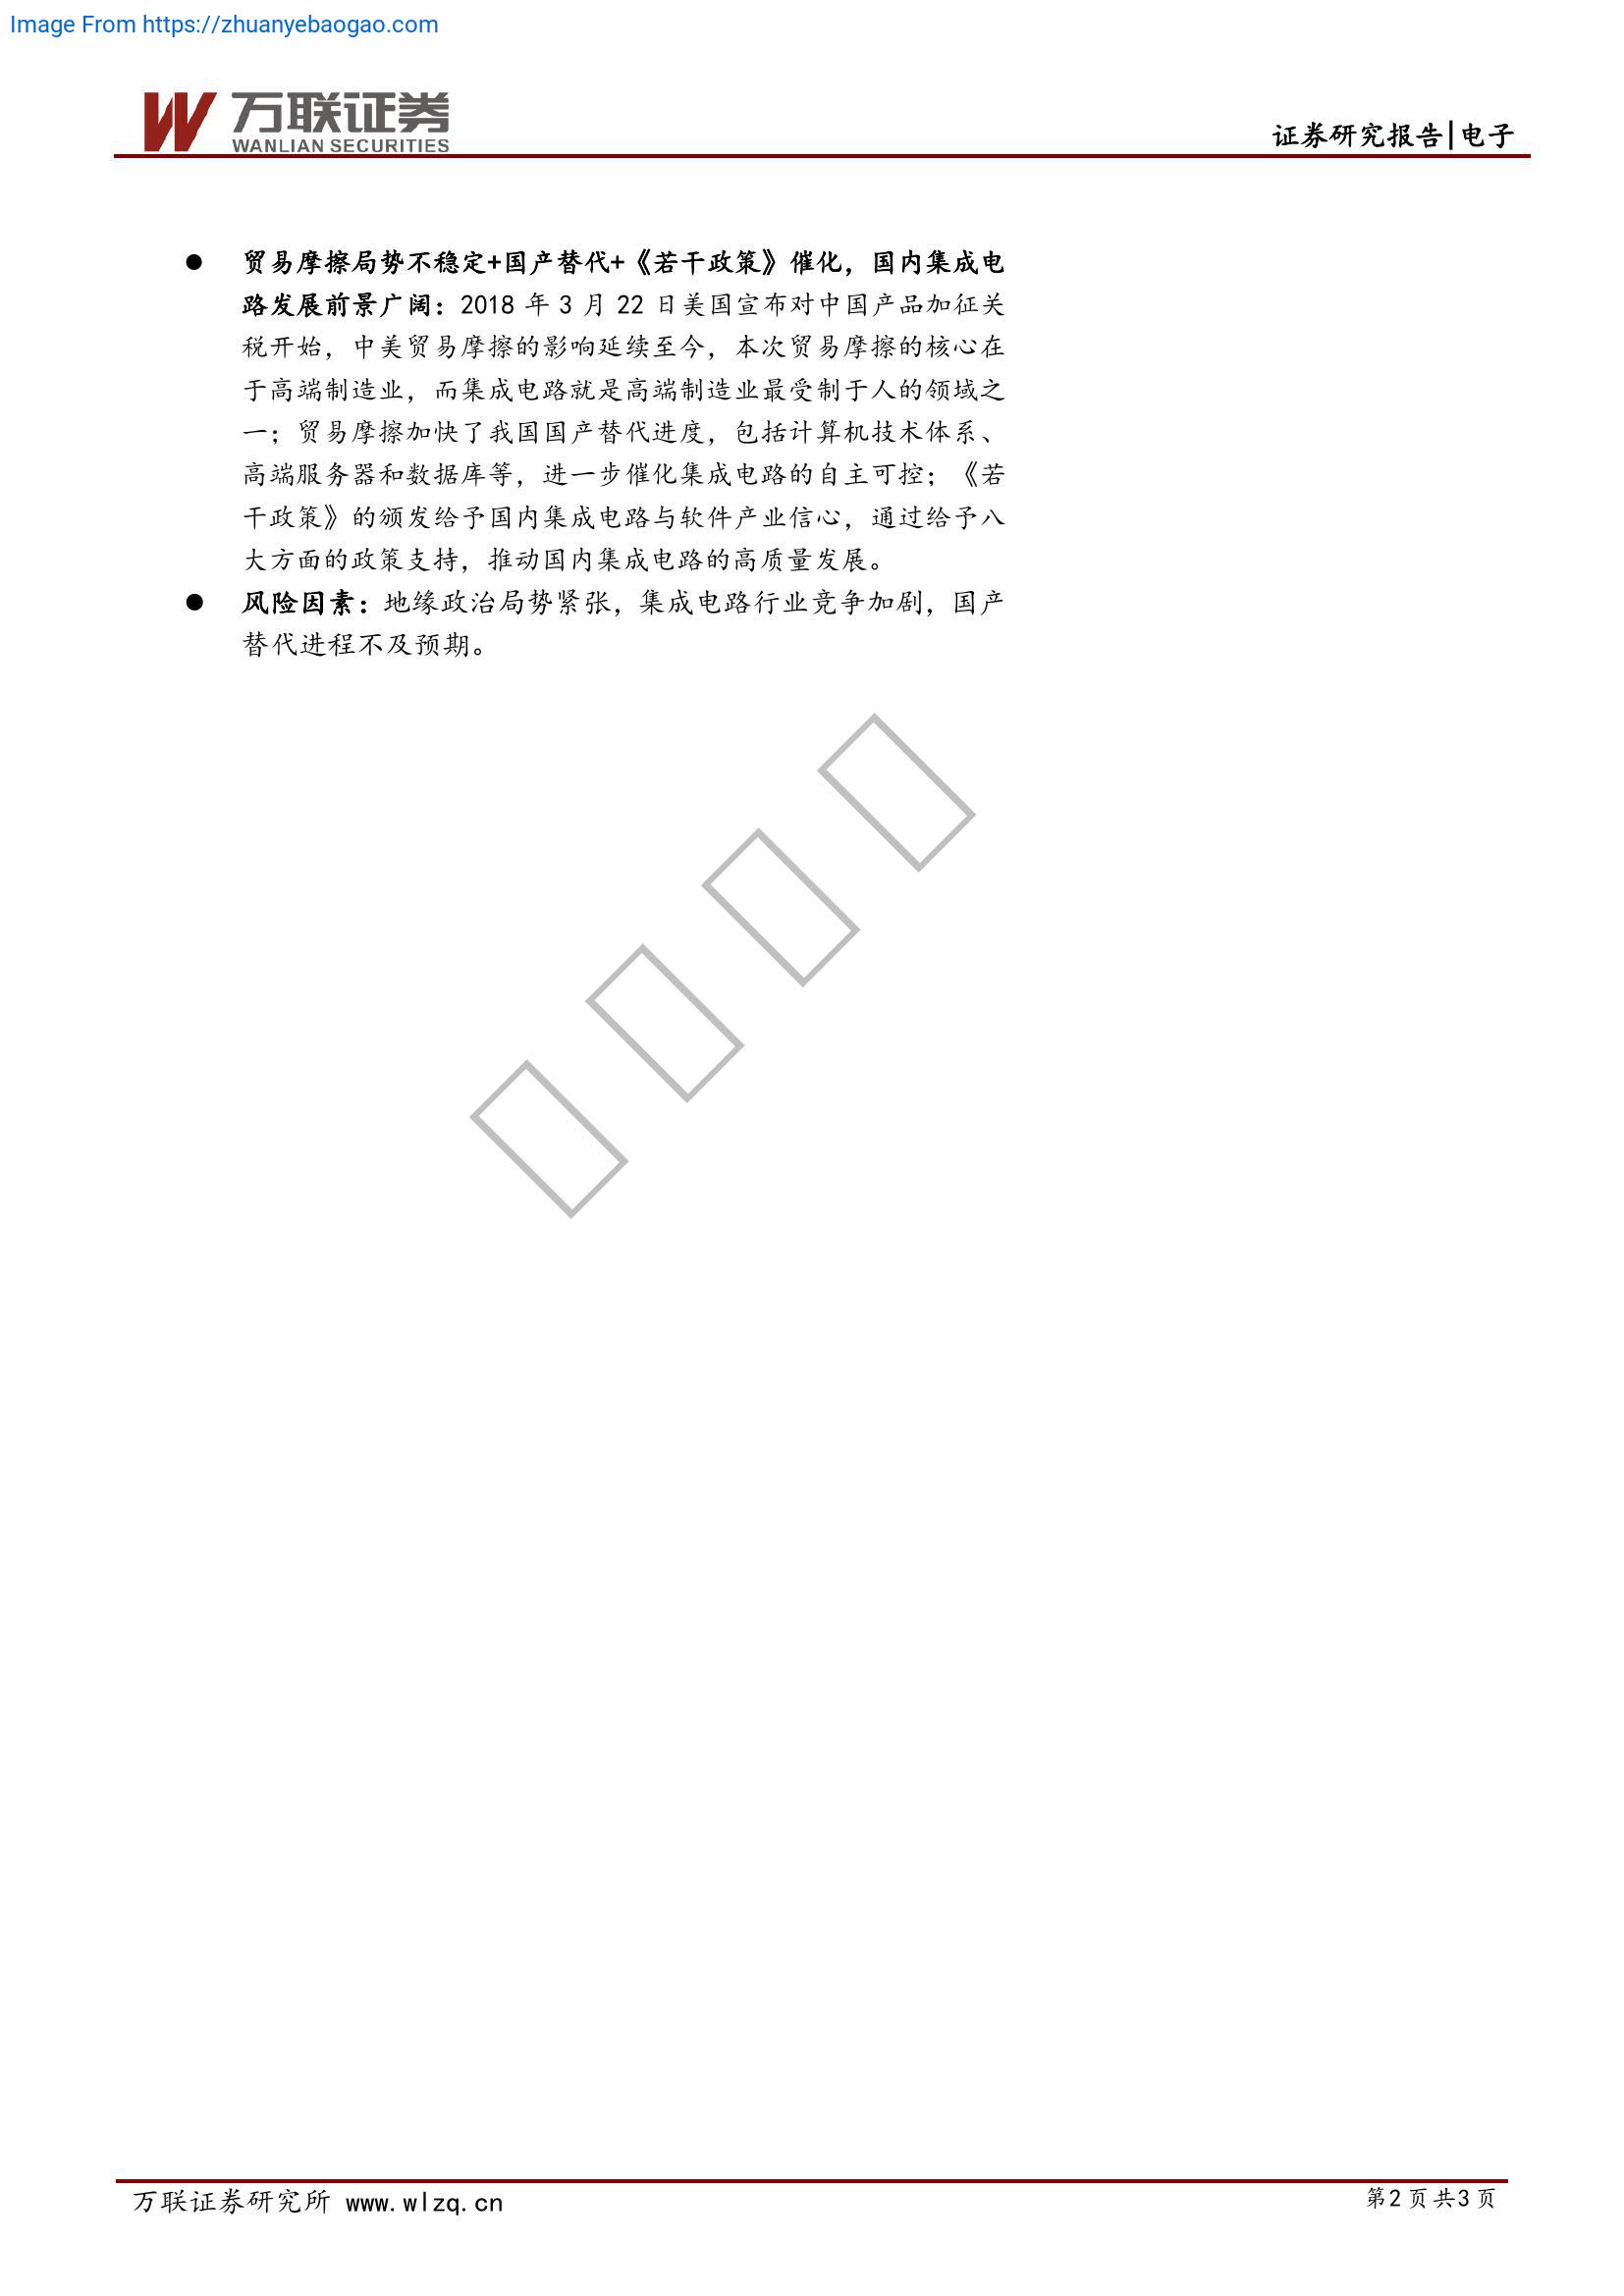 Image From https://zhuanyebaogao.com
万联证券
WANLIAN SECURITIES
证券研究报告|电子
● 贸易摩擦局势不稳定+国产替代+《若干政策》催化，国内集成电
路发展前景广阔：2018 年 3 月 22 日美国宣布对中国产品加征关
税开始，中美贸易摩擦的影响延续至今，本次贸易摩擦的核心在
于高端制造业，而集成电路就是高端制造业最受制于人的领域之
一；贸易摩擦加快了我国国产替代进度，包括计算机技术体系、
高端服务器和数据库等，进一步催化集成电路的自主可控；《若
干政策》的颁发给予国内集成电路与软件产业信心，通过给予八
大方面的政策支持，推动国内集成电路的高质量发展。
● 风险因素：地缘政治局势紧张，集成电路行业竞争加剧，国产
替代进程不及预期。
万联证券研究所 www.wlzq.cn
第2页共3页